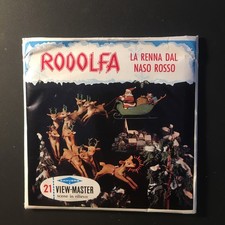 RODOLFA
LA RENNA DAL
NASO ROSSO
21
VIEW-MASTER